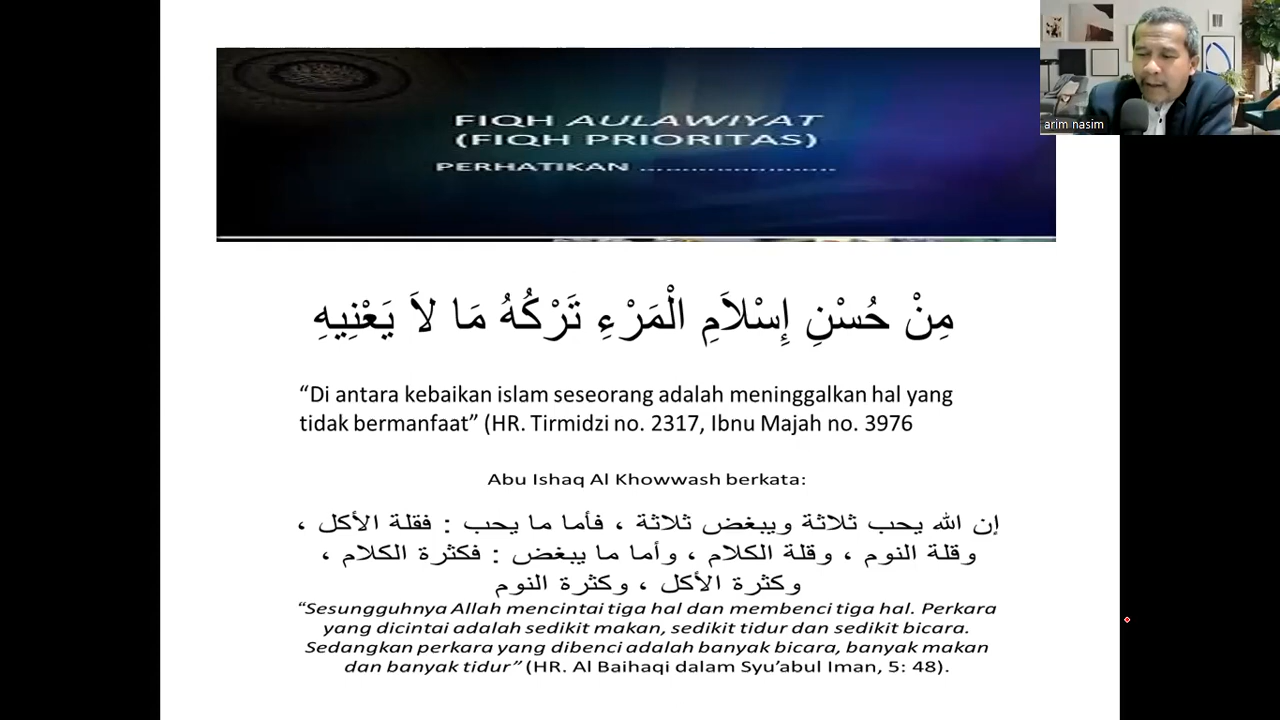 arim nasim
FIQH AULAWIYAT
(FIQH PRIORITAS)
PERHATIKAN ..............................
مِنْ حُسْنِ إِسْلَامِ الْمَرْءِ تَرْكُهُ مَا لاَ يَعْنِيهِ
“Di antara kebaikan islam seseorang adalah meninggalkan hal yang
tidak bermanfaat” (HR. Tirmidzi no. 2317, Ibnu Majah no. 3976
Abu Ishaq Al Khowwash berkata:
إن الله يحب ثلاثة ويبغض ثلاثة ، فأما ما يحب : فقلة الأكل ،
وقلة النوم ، وقلة الكلام ، وأما ما يبغض : فكثرة الكلام ،
وكثرة الأكل ، وكثرة النوم
“Sesungguhnya Allah mencintai tiga hal dan membenci tiga hal. Perkara
yang dicintai adalah sedikit makan, sedikit tidur dan sedikit bicara.
Sedangkan perkara yang dibenci adalah banyak bicara, banyak makan
dan banyak tidur” (HR. Al Baihaqi dalam Syu’abul Iman, 5: 48).